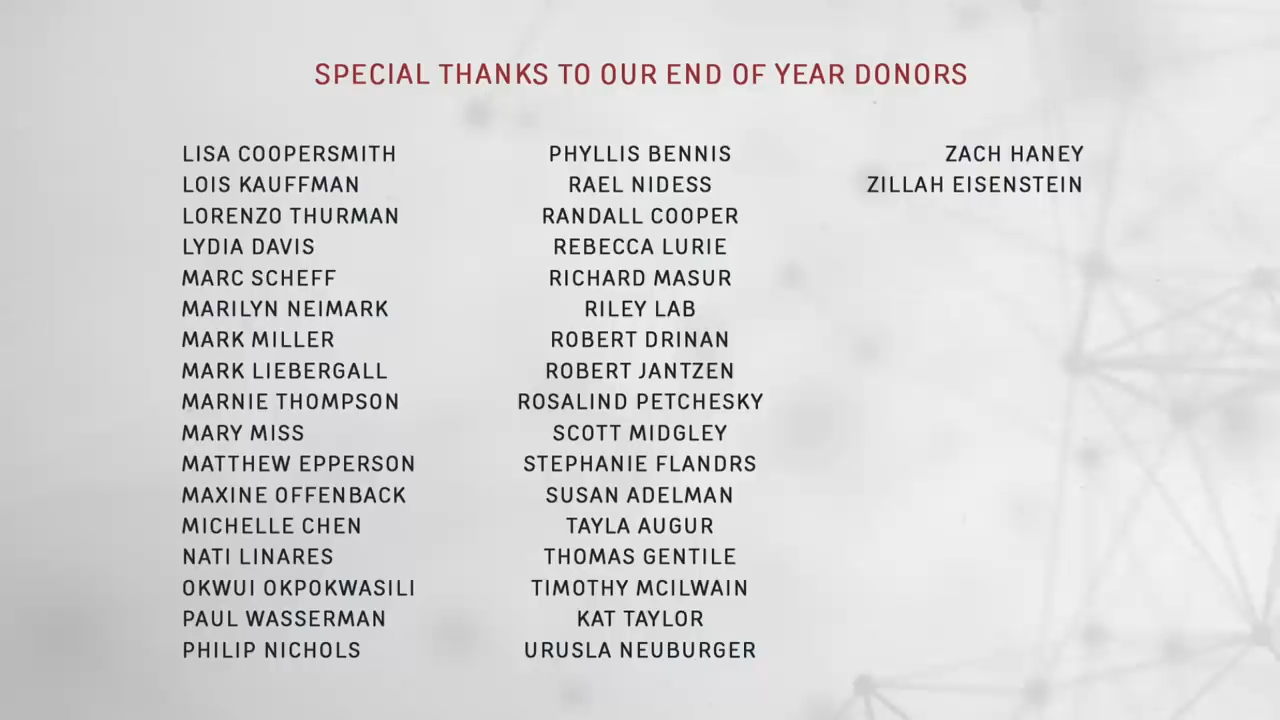 SPECIAL THANKS TO OUR END OF YEAR DONORS
LISA COOPERSMITH
LOIS KAUFFMAN
LORENZO THURMAN
LYDIA DAVIS
MARC SCHEFF
MARILYN NEIMARK
MARK MILLER
MARK LIEBERGALL
MARNIE THOMPSON
MARY MISS
MATTHEW EPPERSON
MAXINE OFFENBACK
MICHELLE CHEN
NATI LINARES
OKWUI OKPOKWASILI
PAUL WASSERMAN
PHILIP NICHOLS
PHYLLIS BENNIS
RAEL NIDESS
RANDALL COOPER
REBECCA LURIE
RICHARD MASUR
RILEY LAB
ROBERT DRINAN
ROBERT JANTZEN
ROSALIND PETCHESKY
SCOTT MIDGLEY
STEPHANIE FLANDRS
SUSAN ADELMAN
TAYLA AUGUR
THOMAS GENTILE
TIMOTHY MCILWAIN
KAT TAYLOR
URUSLA NEUBURGER
ZACH HANEY
ZILLAH EISENSTEIN